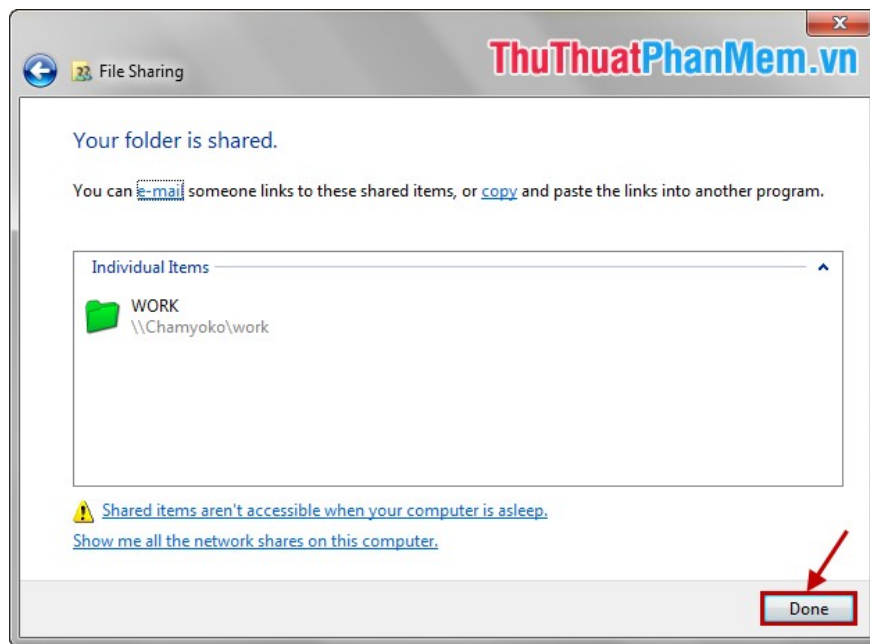 ThuThuatPhanMem.vn
File Sharing
Your folder is shared.
You can e-mail someone links to these shared items, or copy and paste the links into another program.
Individual Items
WORK
\\Chamyoko\work
Shared items aren't accessible when your computer is asleep.
Show me all the network shares on this computer.
Done